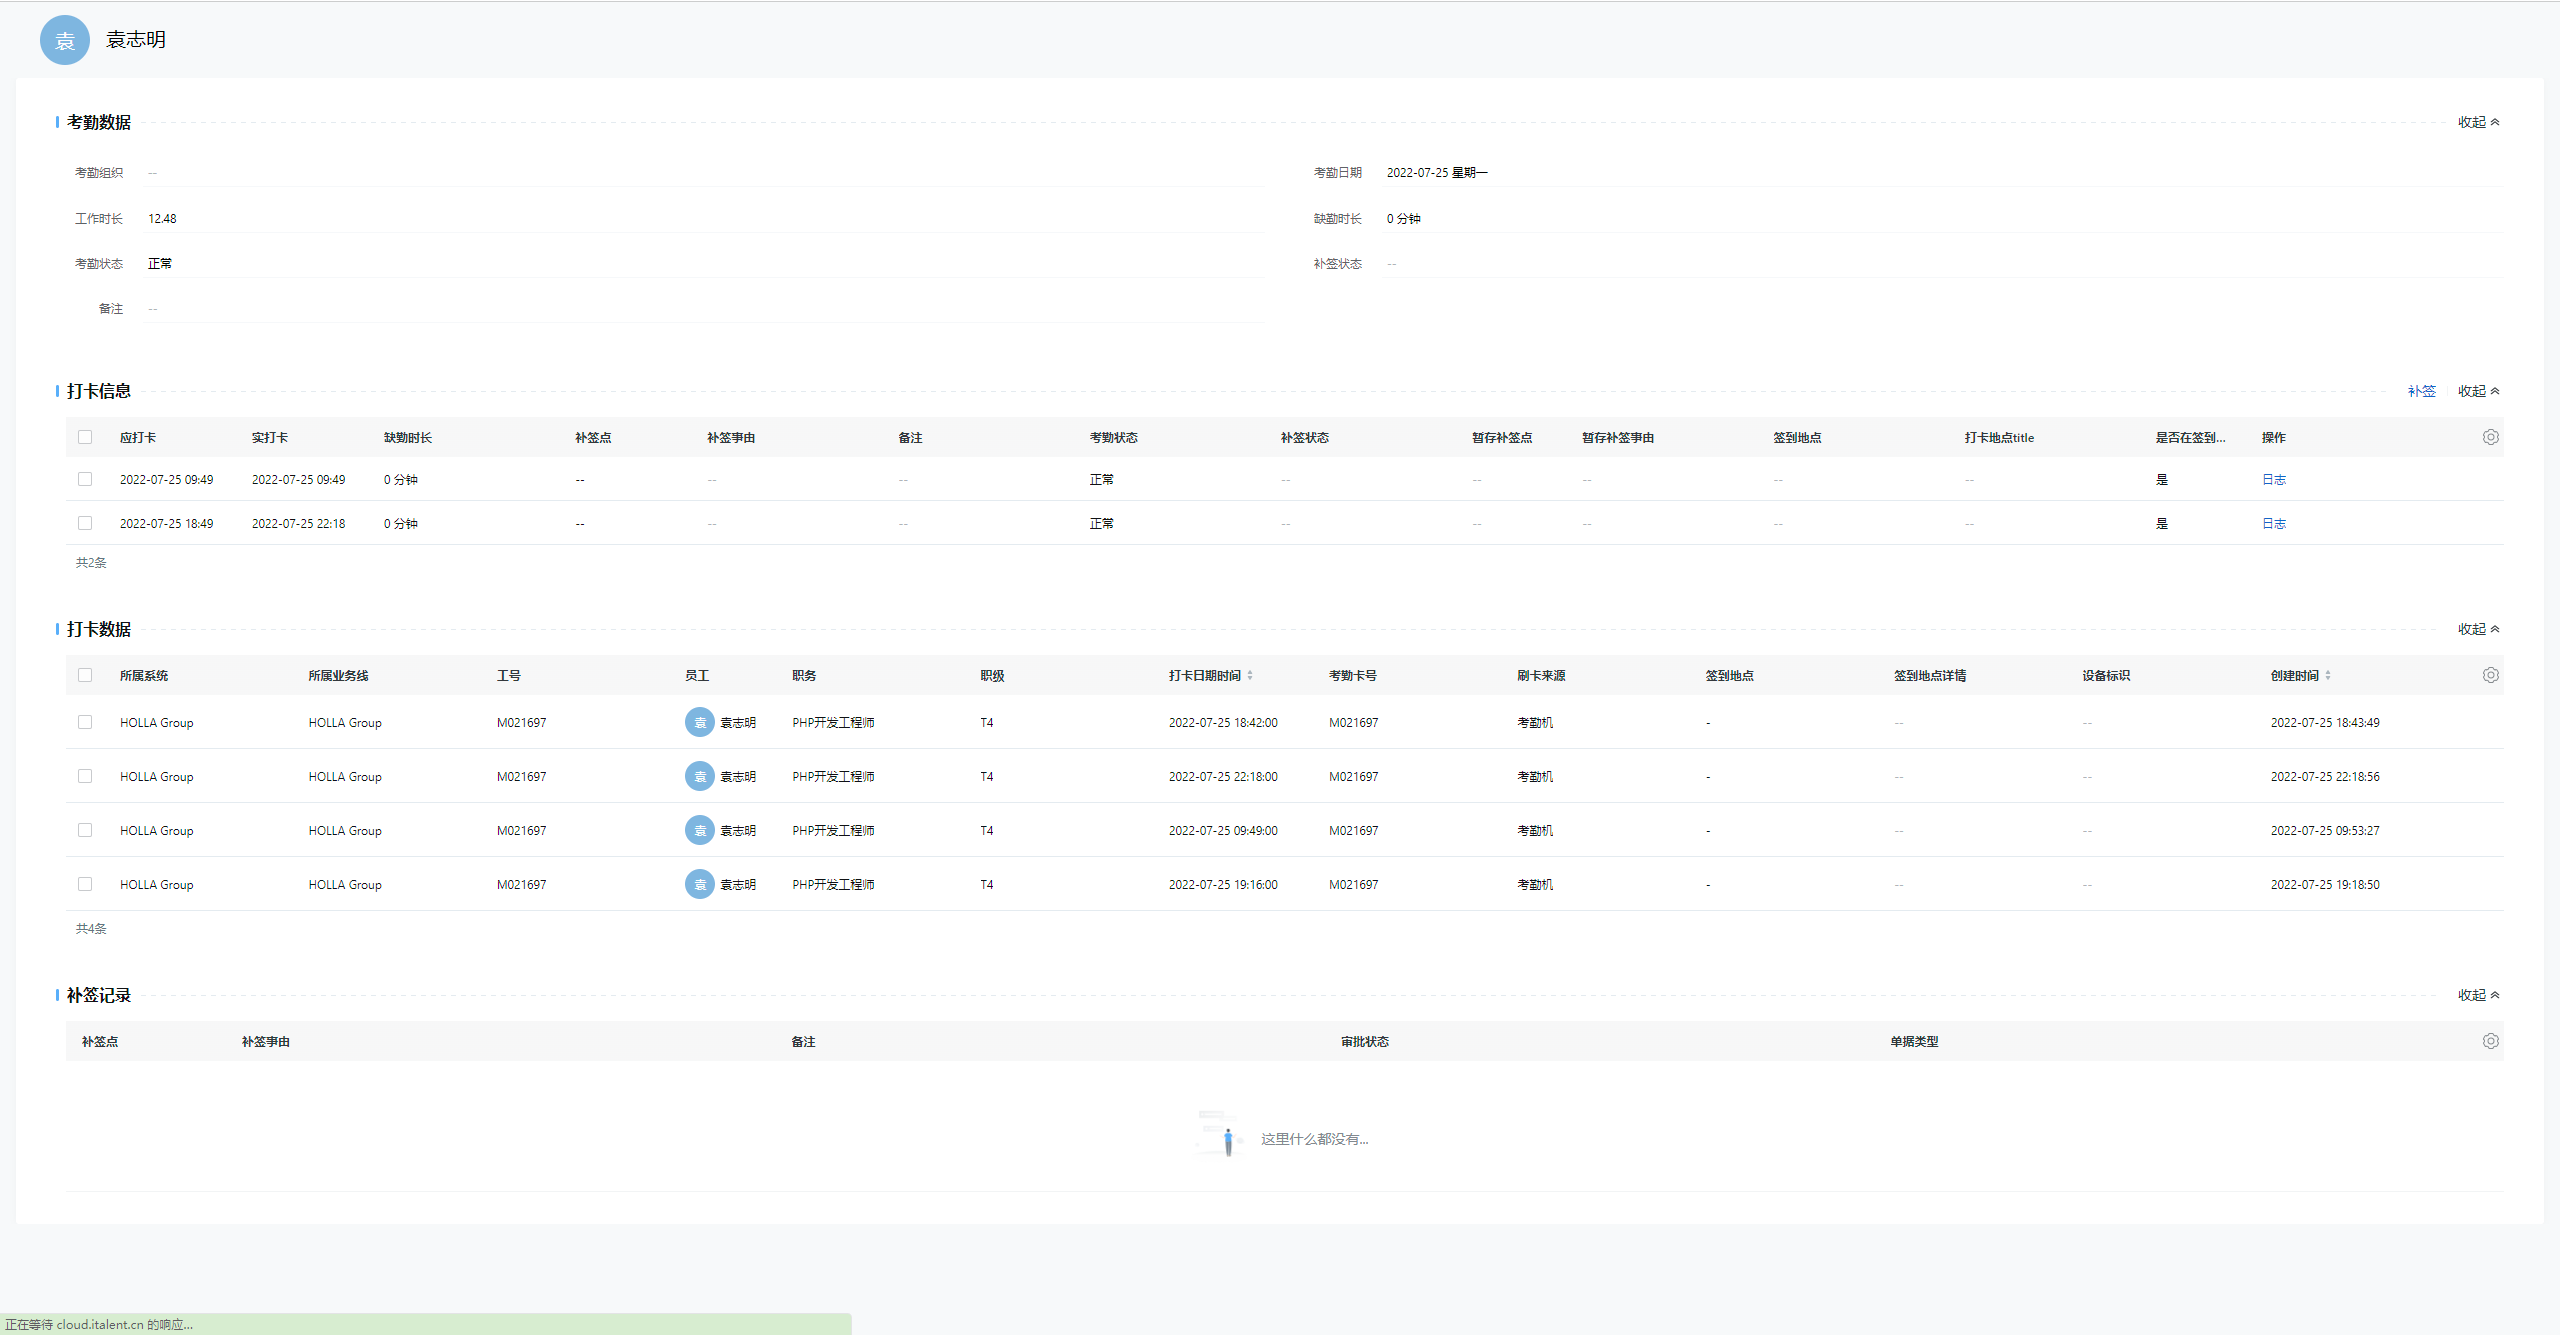 袁 袁志明
考勤数据 收起
考勤组织 -- 考勤日期 2022-07-25 星期一
工作时长 12.48 缺勤时长 0 分钟
考勤状态 正常 补签状态 --
备注 --
打卡信息 补签 收起
应打卡 实打卡 缺勤时长 补签点 补签事由 备注 考勤状态 补签状态 暂存补签点 暂存补签事由 签到地点 打卡地点title 是否在签到... 操作
2022-07-25 09:49 2022-07-25 09:49 0 分钟 -- -- -- 正常 -- -- -- -- -- 是 日志
2022-07-25 18:49 2022-07-25 22:18 0 分钟 -- -- -- 正常 -- -- -- -- -- 是 日志
共2条
打卡数据 收起
所属系统 所属业务线 工号 员工 职务 职级 打卡日期时间 考勤卡号 刷卡来源 签到地点 签到地点详情 设备标识 创建时间
HOLLA Group HOLLA Group M021697 袁 袁志明 PHP开发工程师 T4 2022-07-25 18:42:00 M021697 考勤机 - -- -- 2022-07-25 18:43:49
HOLLA Group HOLLA Group M021697 袁 袁志明 PHP开发工程师 T4 2022-07-25 22:18:00 M021697 考勤机 - -- -- 2022-07-25 22:18:56
HOLLA Group HOLLA Group M021697 袁 袁志明 PHP开发工程师 T4 2022-07-25 09:49:00 M021697 考勤机 - -- -- 2022-07-25 09:53:27
HOLLA Group HOLLA Group M021697 袁 袁志明 PHP开发工程师 T4 2022-07-25 19:16:00 M021697 考勤机 - -- -- 2022-07-25 19:18:50
共4条
补签记录 收起
补签点 补签事由 备注 审批状态 单据类型
这里什么都没有...
正在等待 cloud.italent.cn 的响应...